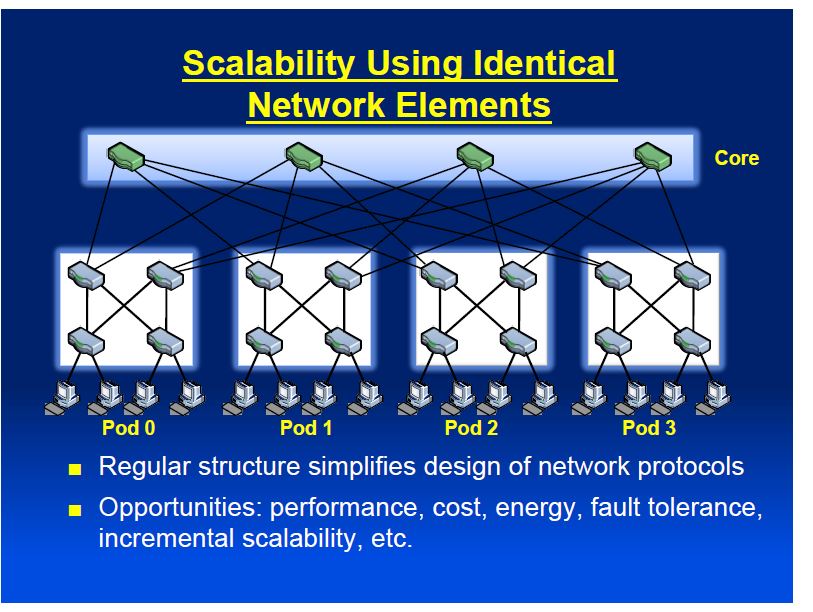 Scalability Using Identical
Network Elements
Core
Pod 0 Pod 1 Pod 2 Pod 3
Regular structure simplifies design of network protocols
Opportunities: performance, cost, energy, fault tolerance,
incremental scalability, etc.